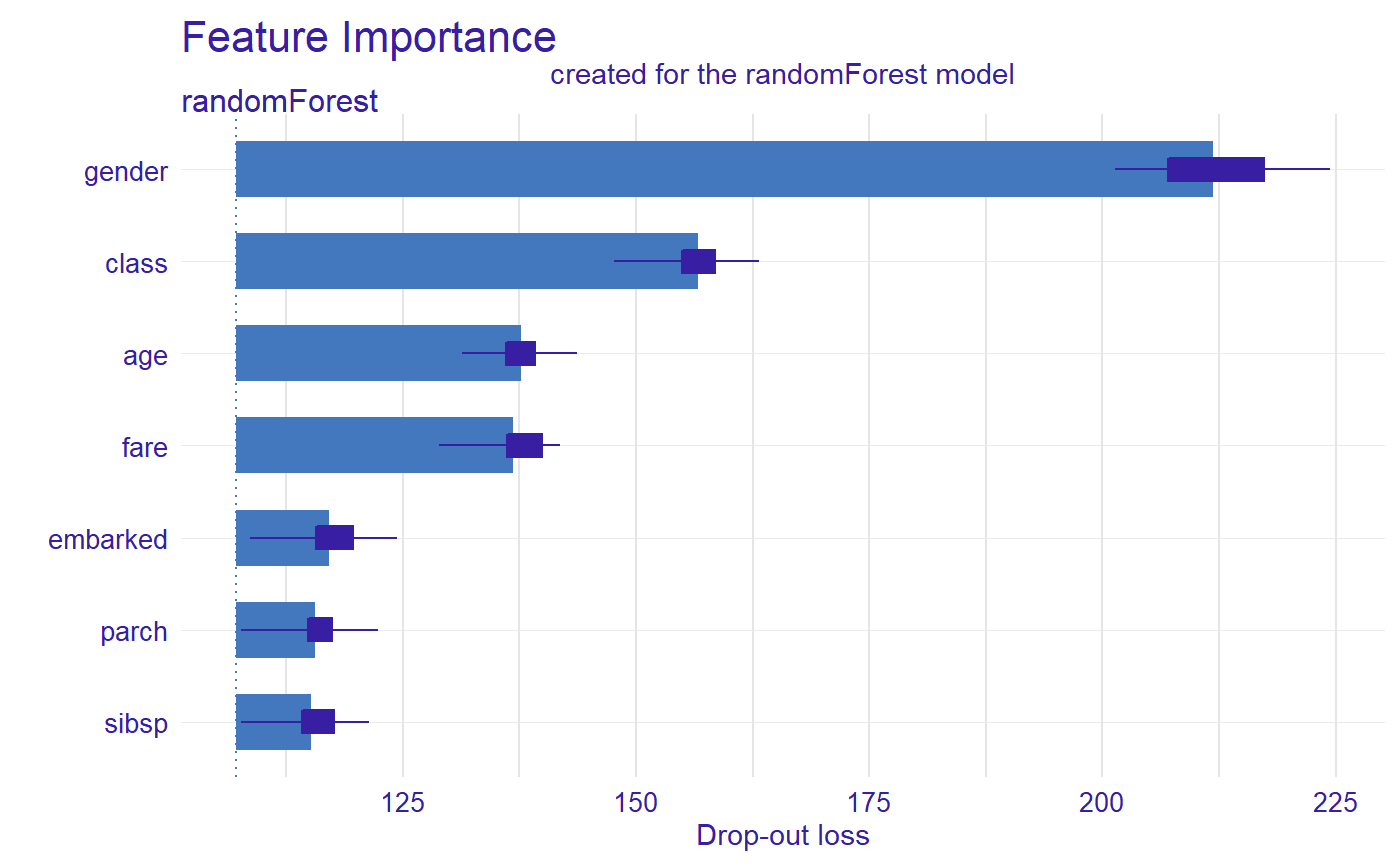 Feature Importance
created for the randomForest model
randomForest
gender
class
age
fare
embarked
parch
sibsp
125 150 175 200 225
Drop-out loss